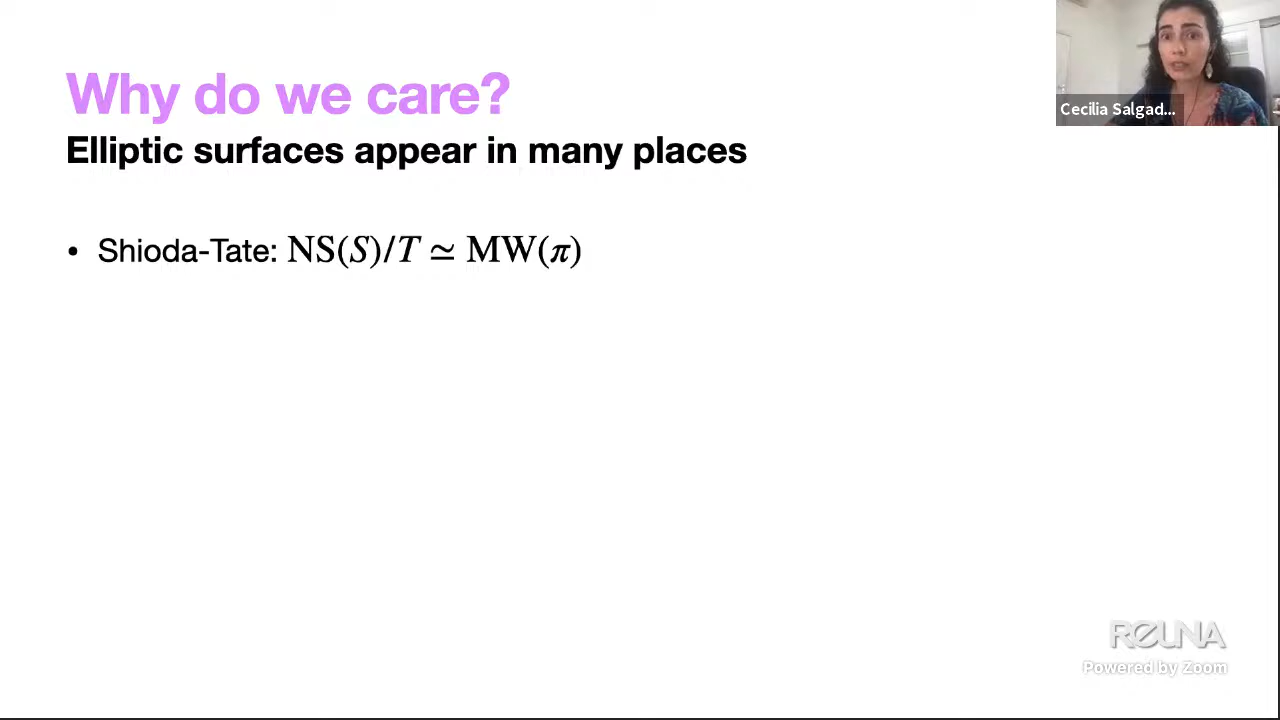 Why do we care?
Elliptic surfaces appear in many places
• Shioda-Tate: NS(S)/T ≃ MW(π)
Cecilia Salgad...
REUNA
Powered by Zoom